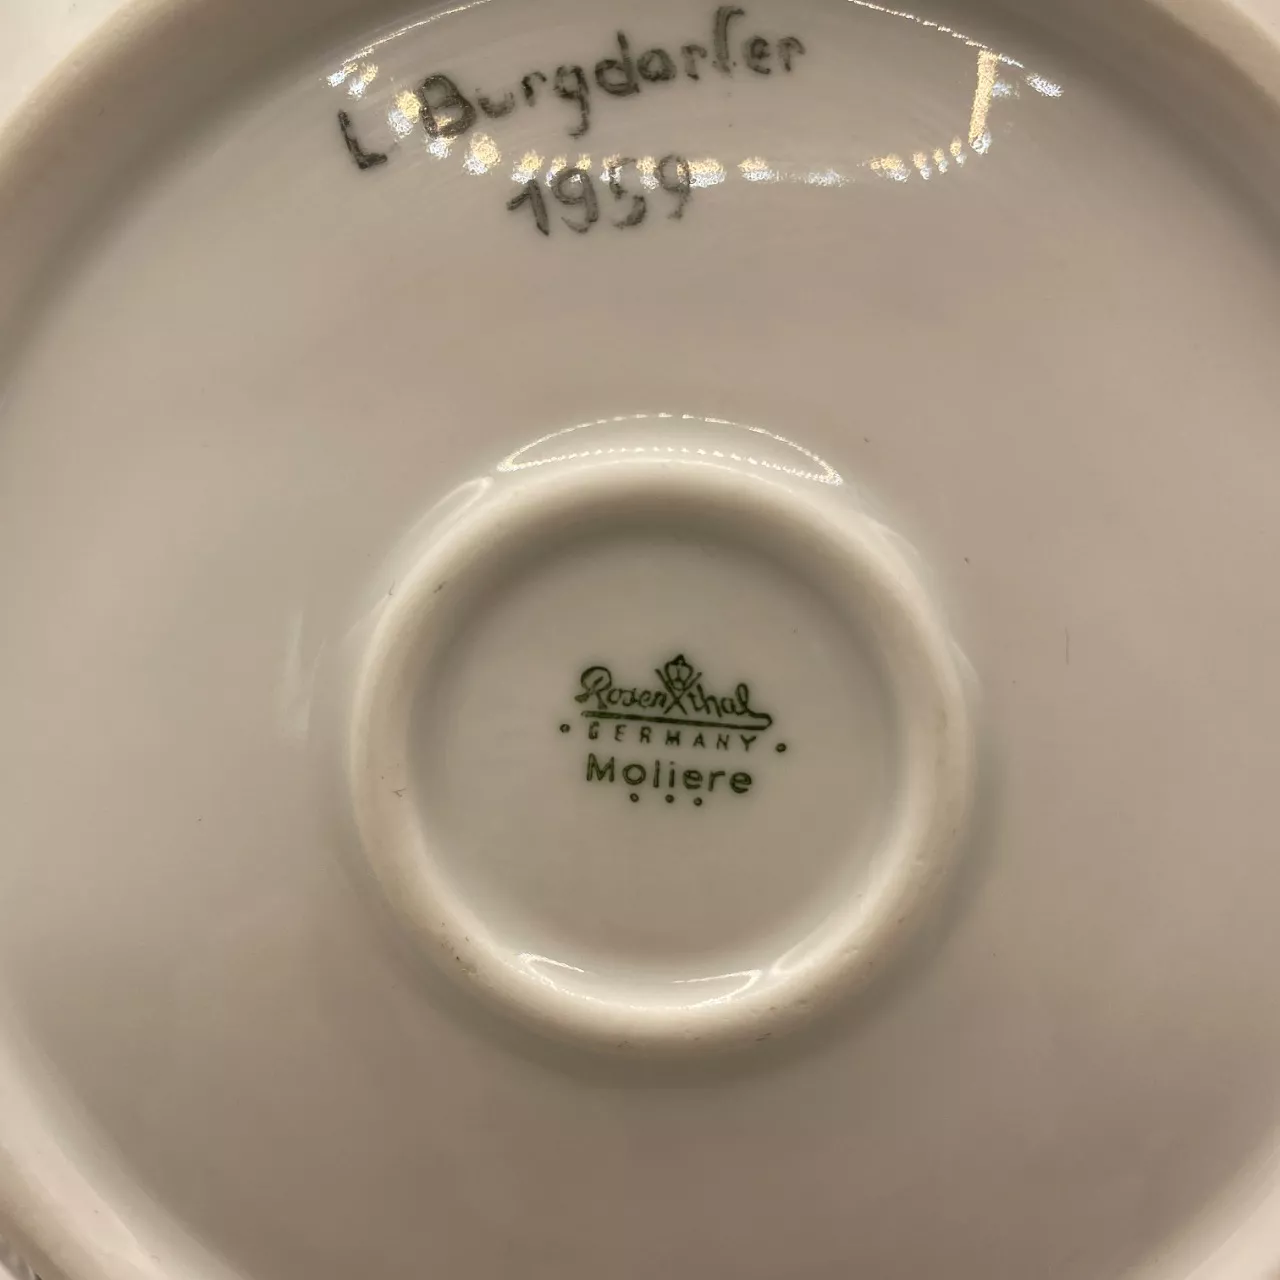 L Burgdorfer
1959
Rosenthal
· GERMANY ·
Moliere